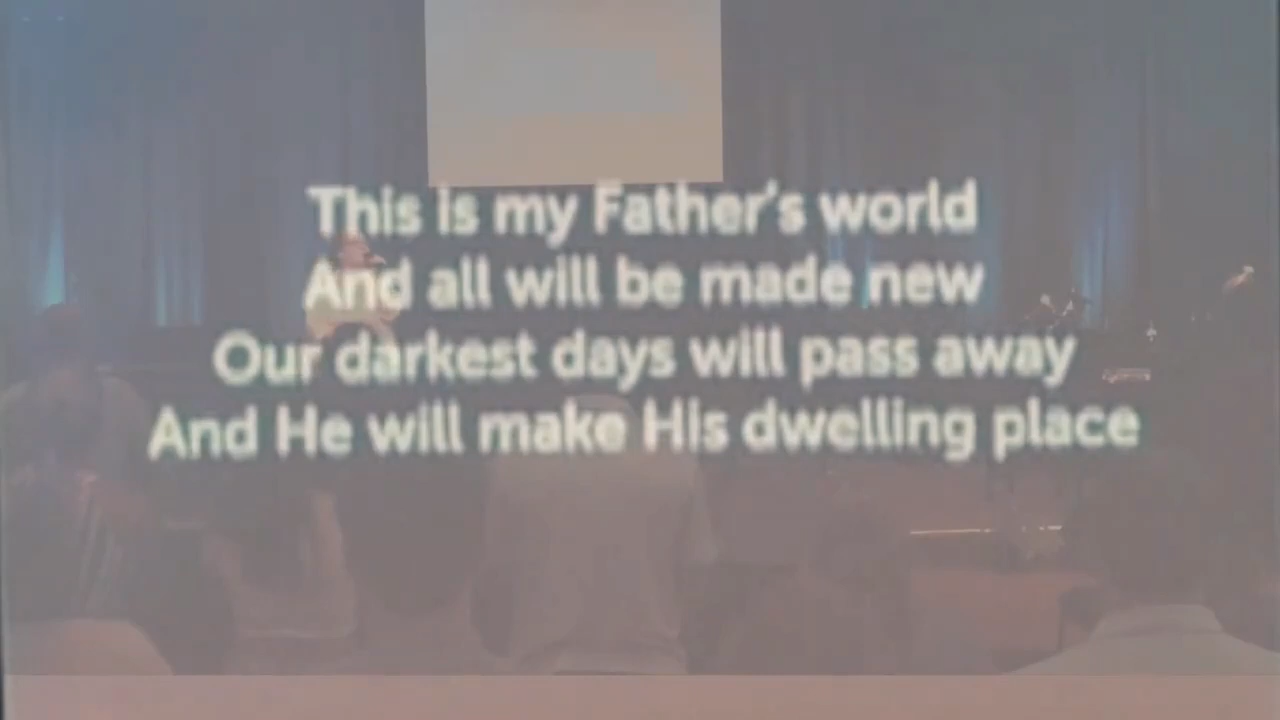 This is my Father's world
And all will be made new
Our darkest days will pass away
And He will make His dwelling place